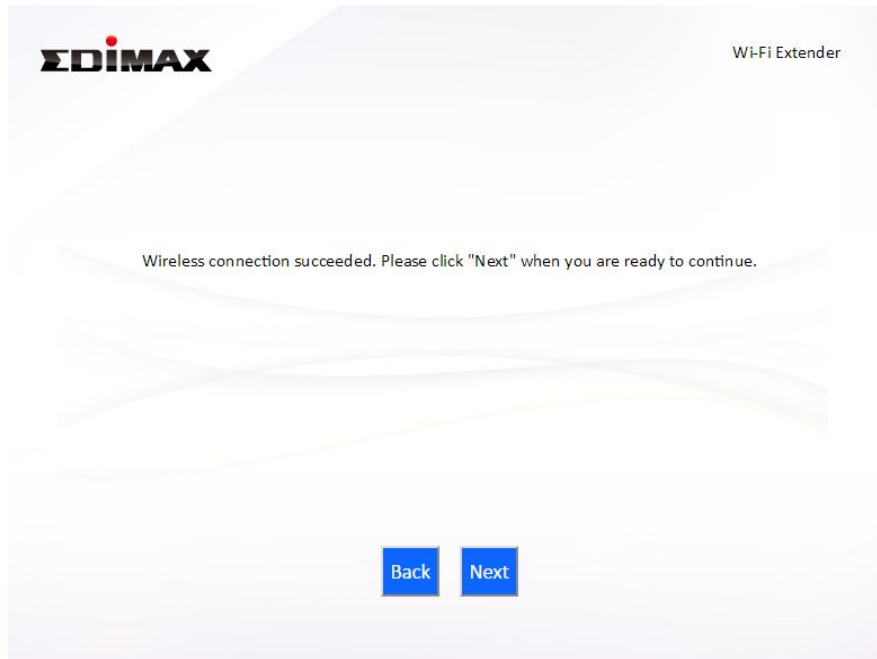 EDIMAX
Wi-Fi Extender
Wireless connection succeeded. Please click "Next" when you are ready to continue.
Back
Next